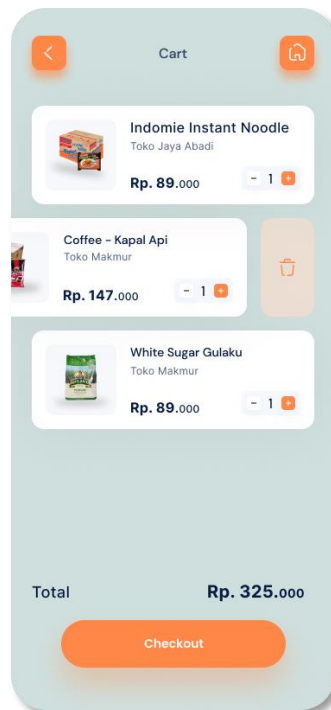 Cart
Indomie Instant Noodle
Toko Jaya Abadi
Rp. 89.000
- 1 +
Coffee - Kapal Api
Toko Makmur
Rp. 147.000
- 1 +
White Sugar Gulaku
Toko Makmur
Rp. 89.000
- 1 +
Total
Rp. 325.000
Checkout